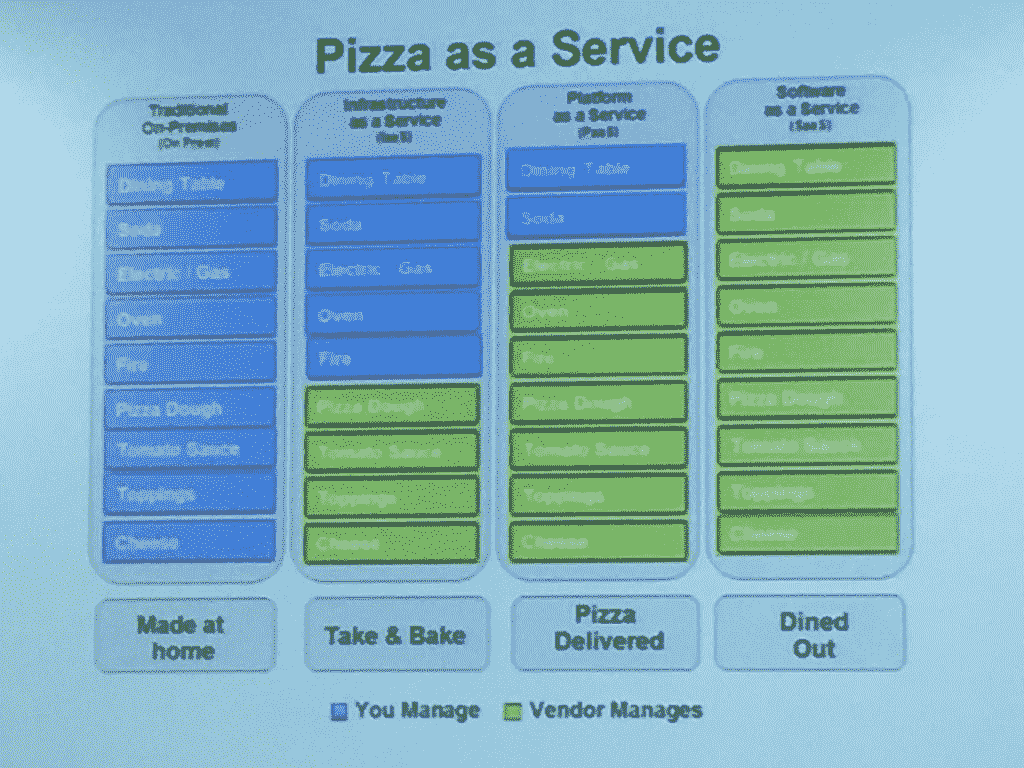 Pizza as a Service
Traditional
On-Premises
(On Prem)
Dining Table
Soda
Electric / Gas
Oven
Fire
Pizza Dough
Tomato Sauce
Toppings
Cheese
Made at
home
Infrastructure
as a Service
Dining Table
Soda
Electric Gas
Oven
Fire
Pizza Dough
Tomato Sauce
Toppings
Cheese
Take & Bake
Platform
as a Service
Dining Table
Soda
Electric Gas
Oven
Fire
Pizza Dough
Tomato Sauce
Toppings
Cheese
Pizza
Delivered
Software
as a Service
Dining Table
Soda
Electric / Gas
Oven
Fire
Pizza Dough
Tomato Sauce
Toppings
Cheese
Dined
Out
You Manage
Vendor Manages